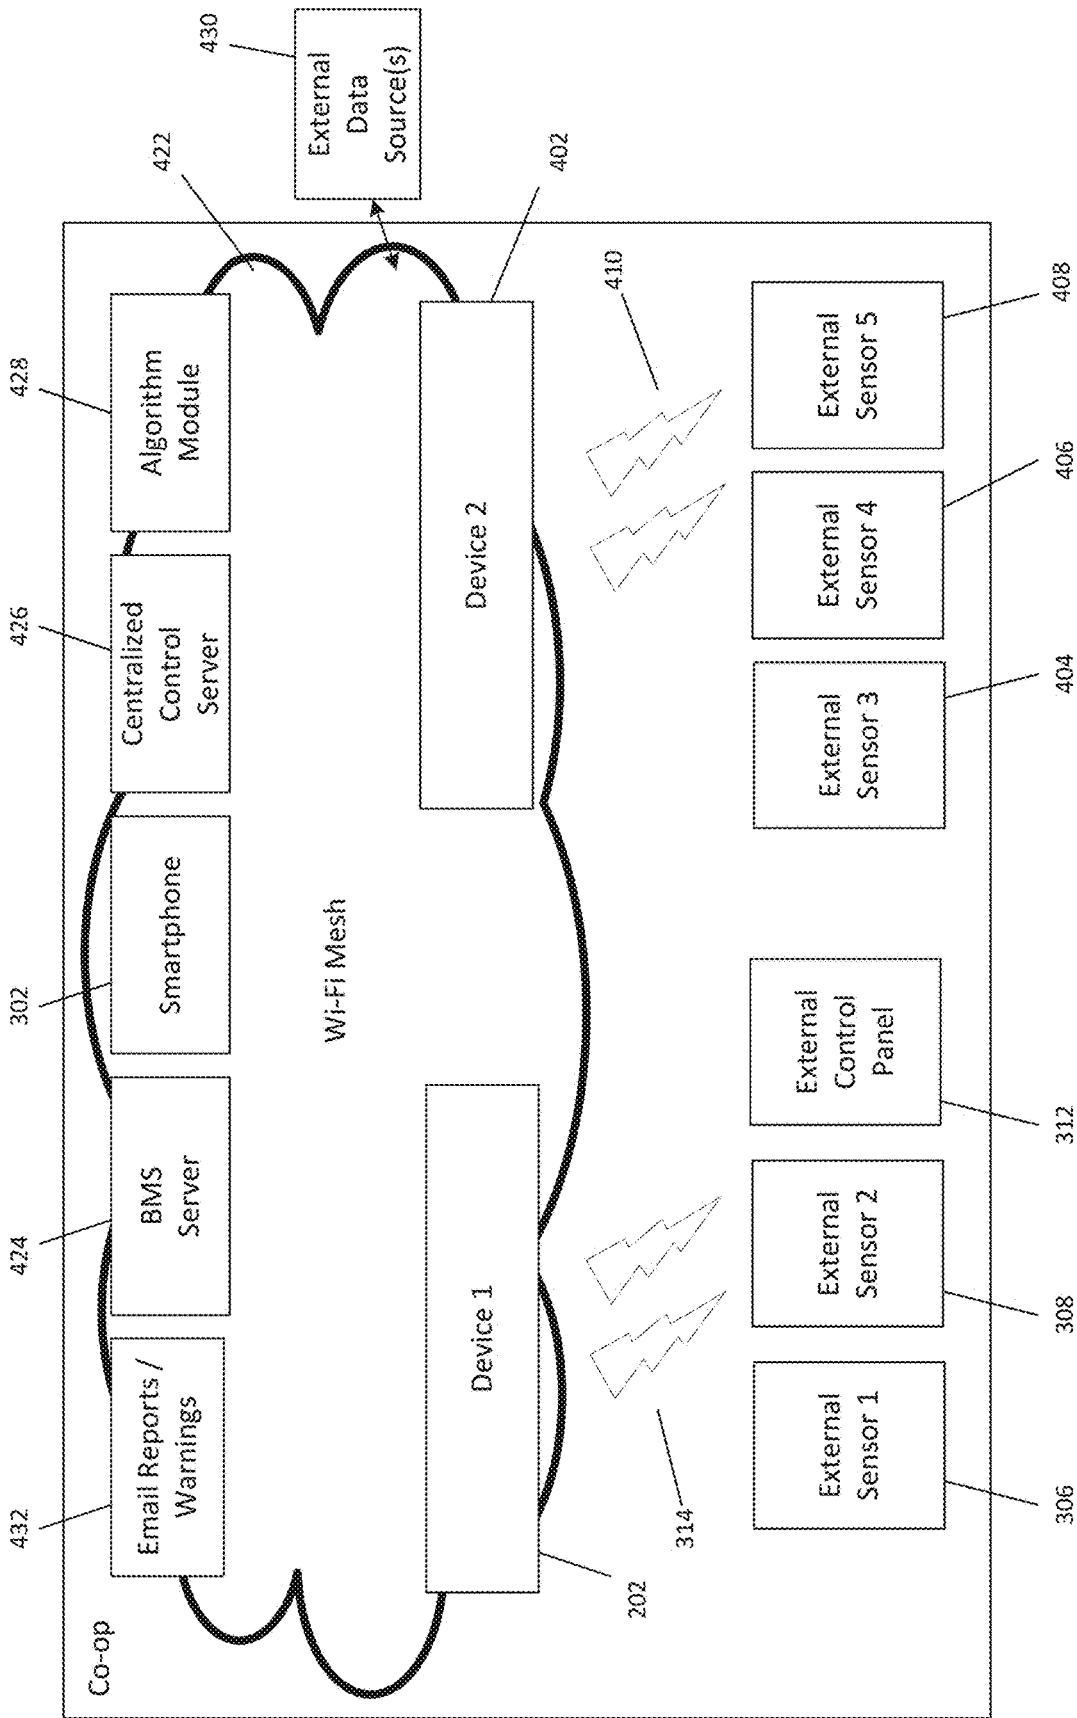 Co-op
432
424
302
426
428
Email Reports /
Warnings
BMS
Server
Smartphone
Centralized
Control
Server
Algorithm
Module
422
430
External
Data
Source(s)
Wi-Fi Mesh
Device 1
Device 2
202
402
314
410
External
Sensor 1
External
Sensor 2
External
Control
Panel
External
Sensor 3
External
Sensor 4
External
Sensor 5
306
308
312
404
406
408